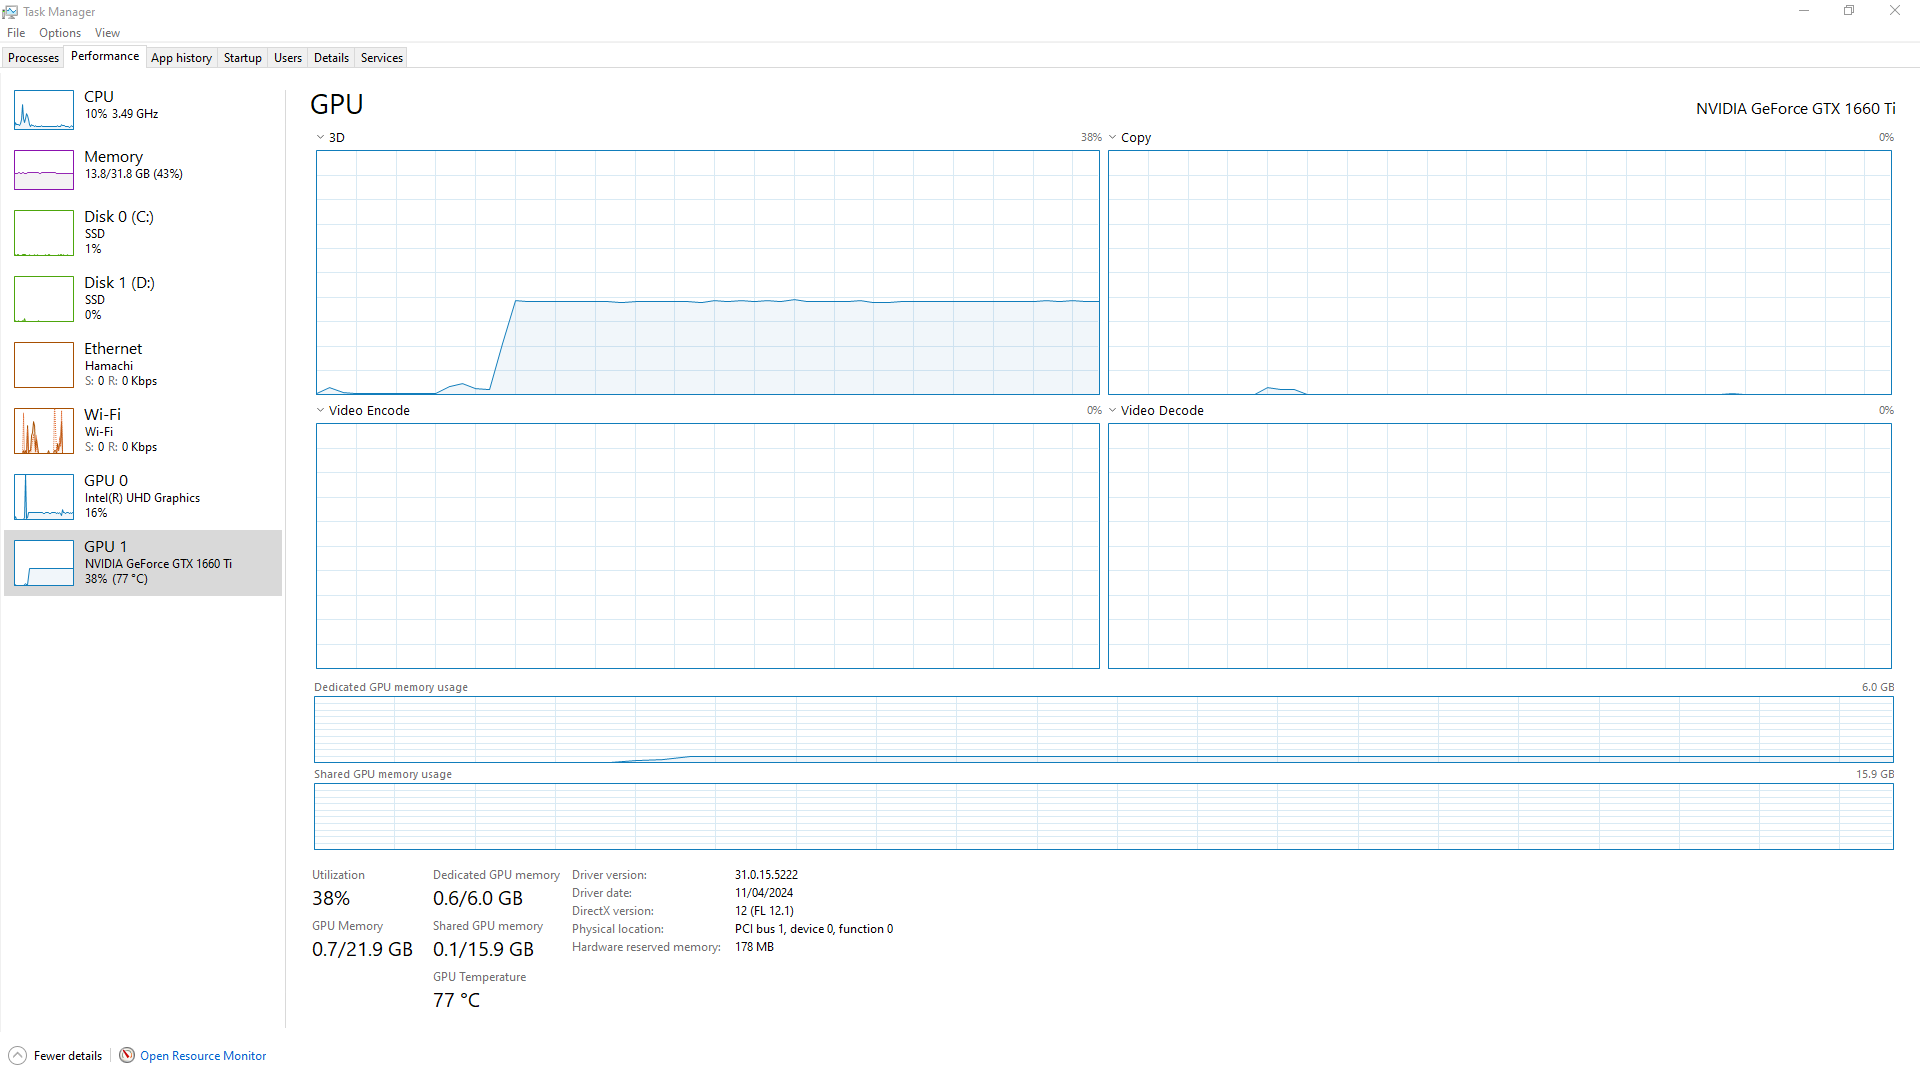 Task Manager
File Options View
Processes Performance App history Startup Users Details Services
CPU
10% 3.49 GHz
Memory
13.8/31.8 GB (43%)
Disk 0 (C:)
SSD
1%
Disk 1 (D:)
SSD
0%
Ethernet
Hamachi
S: 0 R: 0 Kbps
Wi-Fi
Wi-Fi
S: 0 R: 0 Kbps
GPU 0
Intel(R) UHD Graphics
16%
GPU 1
NVIDIA GeForce GTX 1660 Ti
38% (77 °C)
GPU
NVIDIA GeForce GTX 1660 Ti
3D 38%
Copy 0%
Video Encode 0%
Video Decode 0%
Dedicated GPU memory usage 6.0 GB
Shared GPU memory usage 15.9 GB
Utilization
38%
Dedicated GPU memory
0.6/6.0 GB
GPU Memory
0.7/21.9 GB
Shared GPU memory
0.1/15.9 GB
GPU Temperature
77 °C
Driver version: 31.0.15.5222
Driver date: 11/04/2024
DirectX version: 12 (FL 12.1)
Physical location: PCI bus 1, device 0, function 0
Hardware reserved memory: 178 MB
Fewer details
Open Resource Monitor